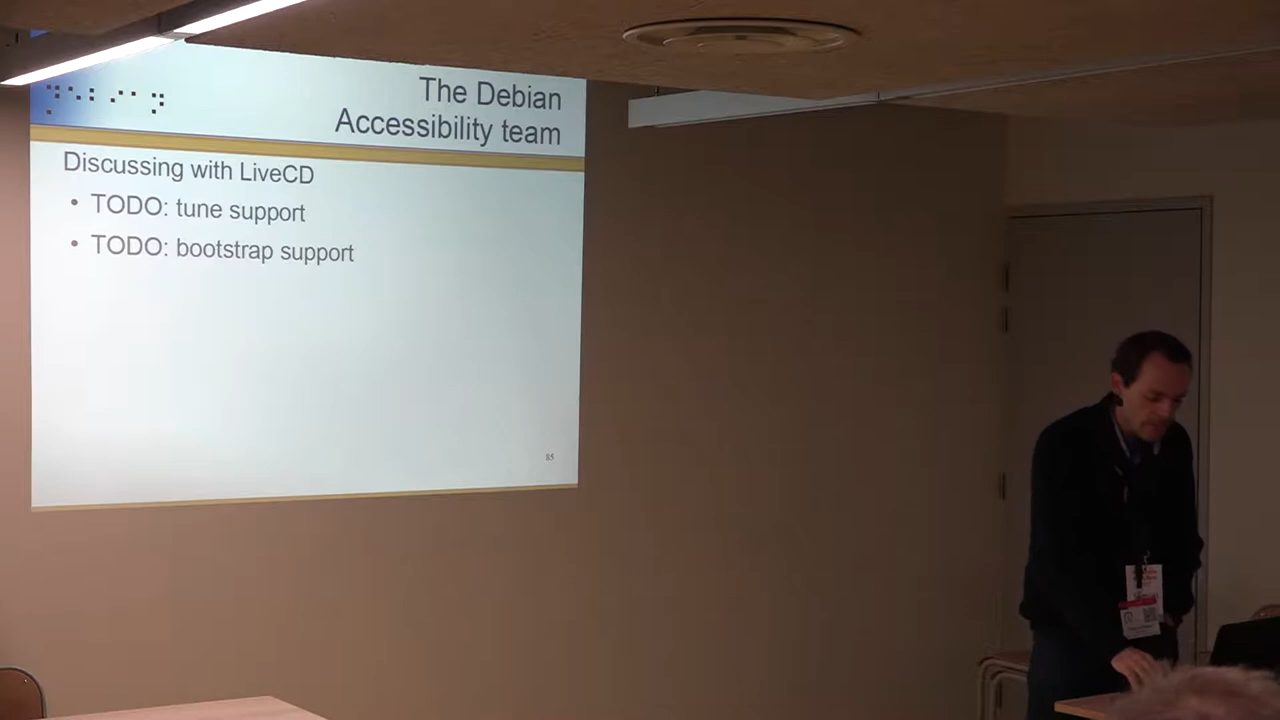 The Debian
Accessibility team
Discussing with LiveCD
• TODO: tune support
• TODO: bootstrap support
85